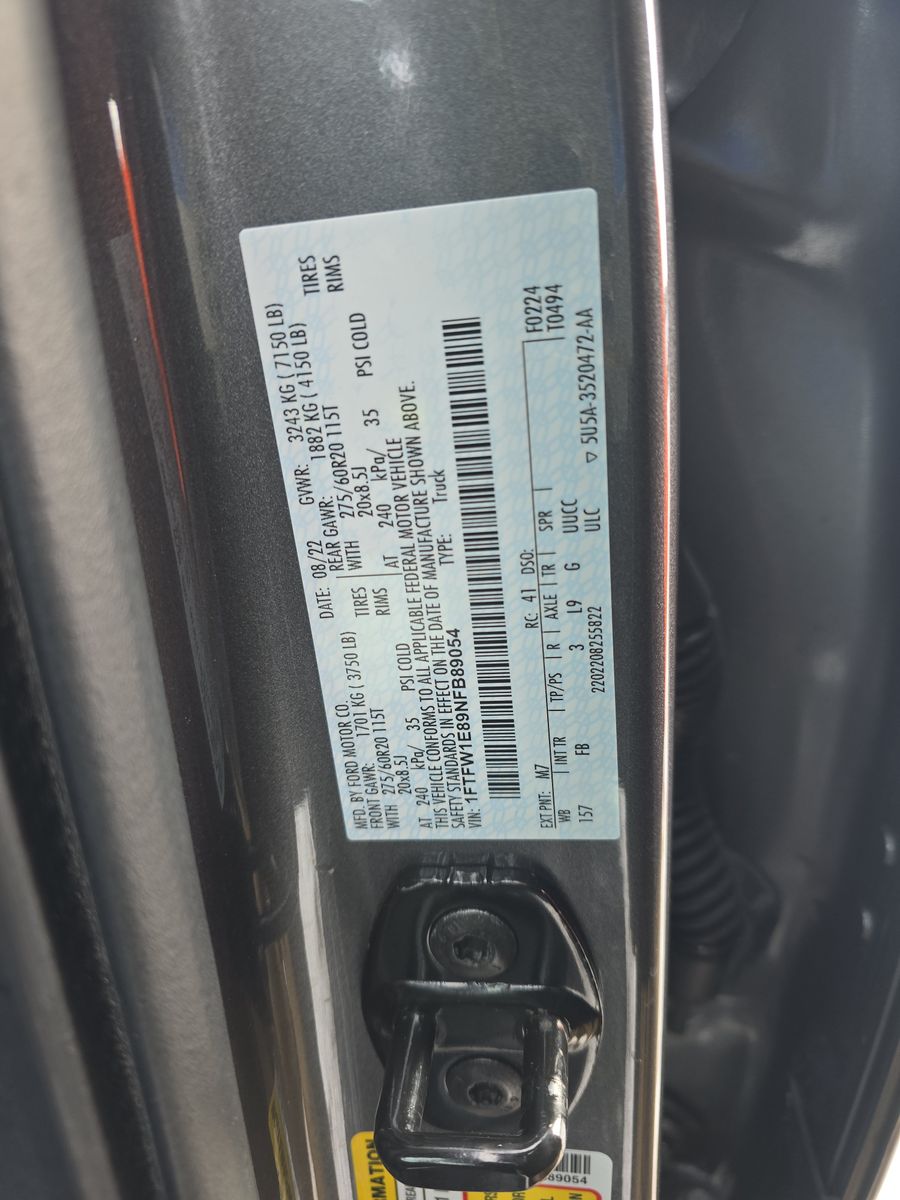 MFD. BY FORD MOTOR CO.
DATE: 08/22 GVWR: 3243 KG ( 7150 LB)
FRONT GAWR: 1701 KG ( 3750 LB) REAR GAWR: 1882 KG ( 4150 LB)
WITH 275/60R20 115T TIRES WITH 275/60R20 115T TIRES
20x8.5J RIMS 20x8.5J RIMS
AT 240 kPa/ 35 PSI COLD AT 240 kPa/ 35 PSI COLD
THIS VEHICLE CONFORMS TO ALL APPLICABLE FEDERAL MOTOR VEHICLE
SAFETY STANDARDS IN EFFECT ON THE DATE OF MANUFACTURE SHOWN ABOVE.
VIN: 1FTFW1E89NFB89054 TYPE: Truck
EXT PNT: M7 RC: 41 DSO: F0224
WB INT TR TP/PS R AXLE TR SPR T0494
157 FB 3 L9 G UUCC
2202208255822 ULC ▽ 5U5A-3520472-AA
89054